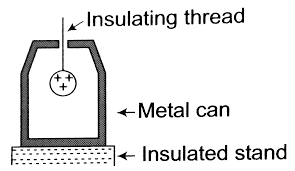 Insulating thread
++
+
Metal can
Insulated stand